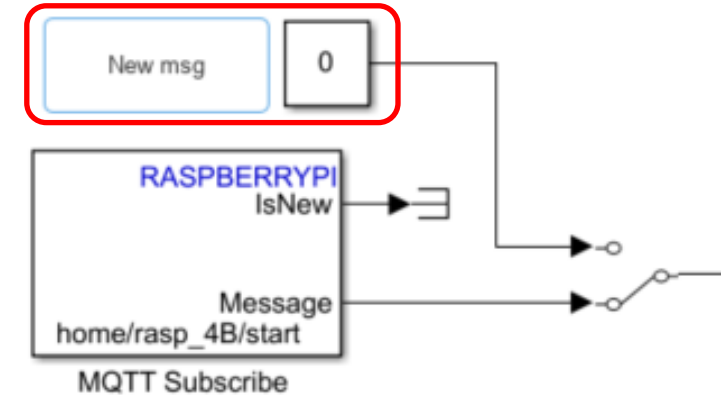 New msg
0
RASPBERRYPI
IsNew
Message
home/rasp_4B/start
MQTT Subscribe